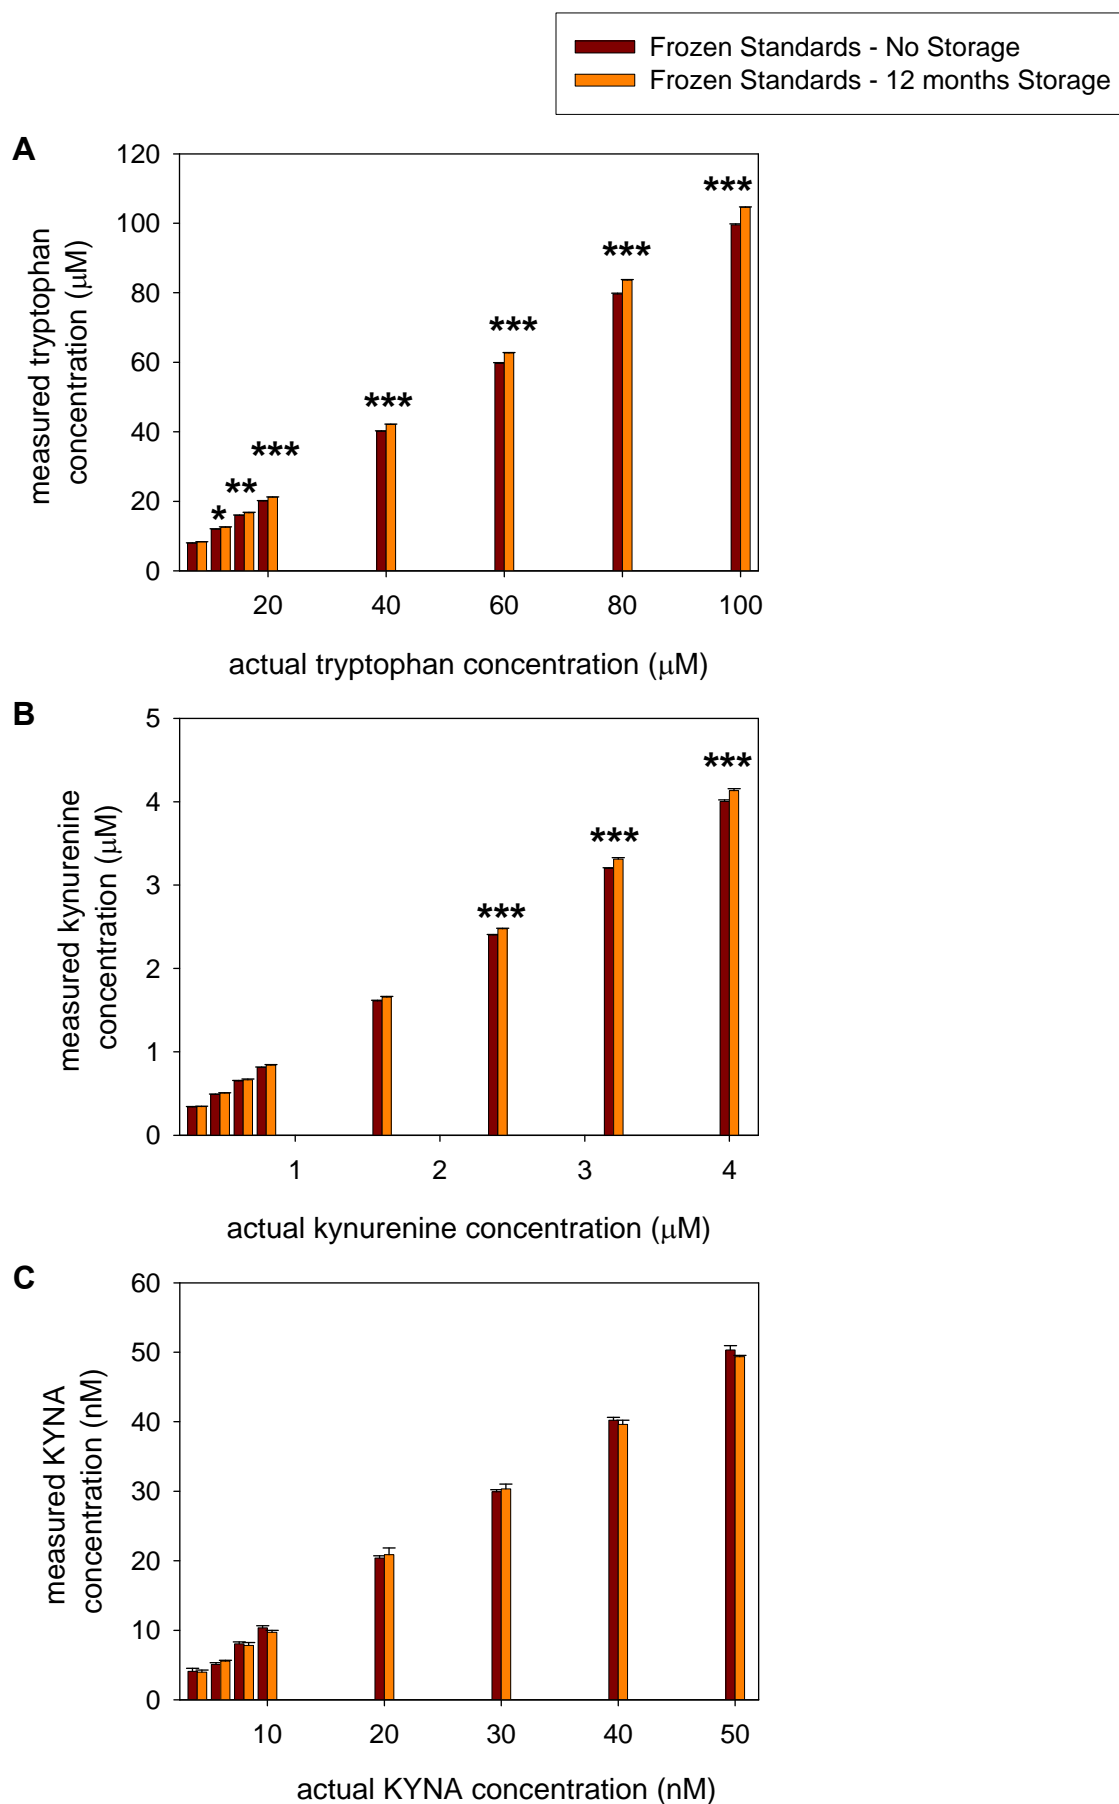 Frozen Standards - No Storage
Frozen Standards - 12 months Storage
A
measured tryptophan
concentration (μM)
120
100
80
60
40
20
0
*
**
***
***
***
***
***
20 40 60 80 100
actual tryptophan concentration (μM)
B
measured kynurenine
concentration (μM)
5
4
3
2
1
0
***
***
***
1 2 3 4
actual kynurenine concentration (μM)
C
measured KYNA
concentration (nM)
60
50
40
30
20
10
0
10 20 30 40 50
actual KYNA concentration (nM)